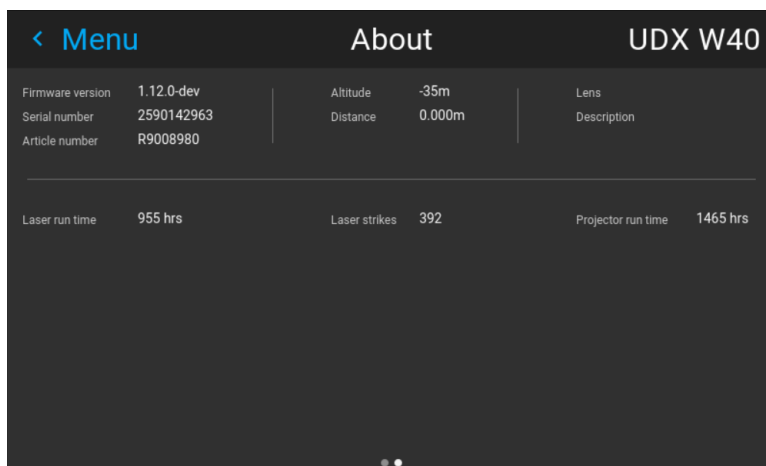 ‹ Menu About UDX W40
Firmware version 1.12.0-dev Altitude -35m Lens
Serial number 2590142963 Distance 0.000m Description
Article number R9008980
Laser run time 955 hrs Laser strikes 392 Projector run time 1465 hrs